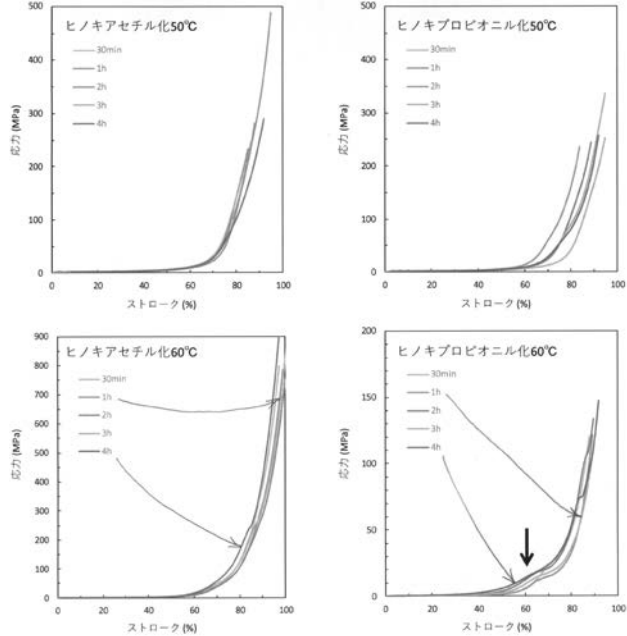 ヒノキアセチル化50℃
500
400
300
200
100
0
応力 (MPa)
30min
1h
2h
3h
4h
0 20 40 60 80 100
ストローク (%)
ヒノキプロピオニル化50℃
500
400
300
200
100
0
応力 (MPa)
30min
1h
2h
3h
4h
0 20 40 60 80 100
ストローク (%)
ヒノキアセチル化60℃
900
800
700
600
500
400
300
200
100
0
応力 (MPa)
30min
1h
2h
3h
4h
0 20 40 60 80 100
ストローク (%)
ヒノキプロピオニル化60℃
200
150
100
50
0
応力 (MPa)
30min
1h
2h
3h
4h
0 20 40 60 80 100
ストローク (%)